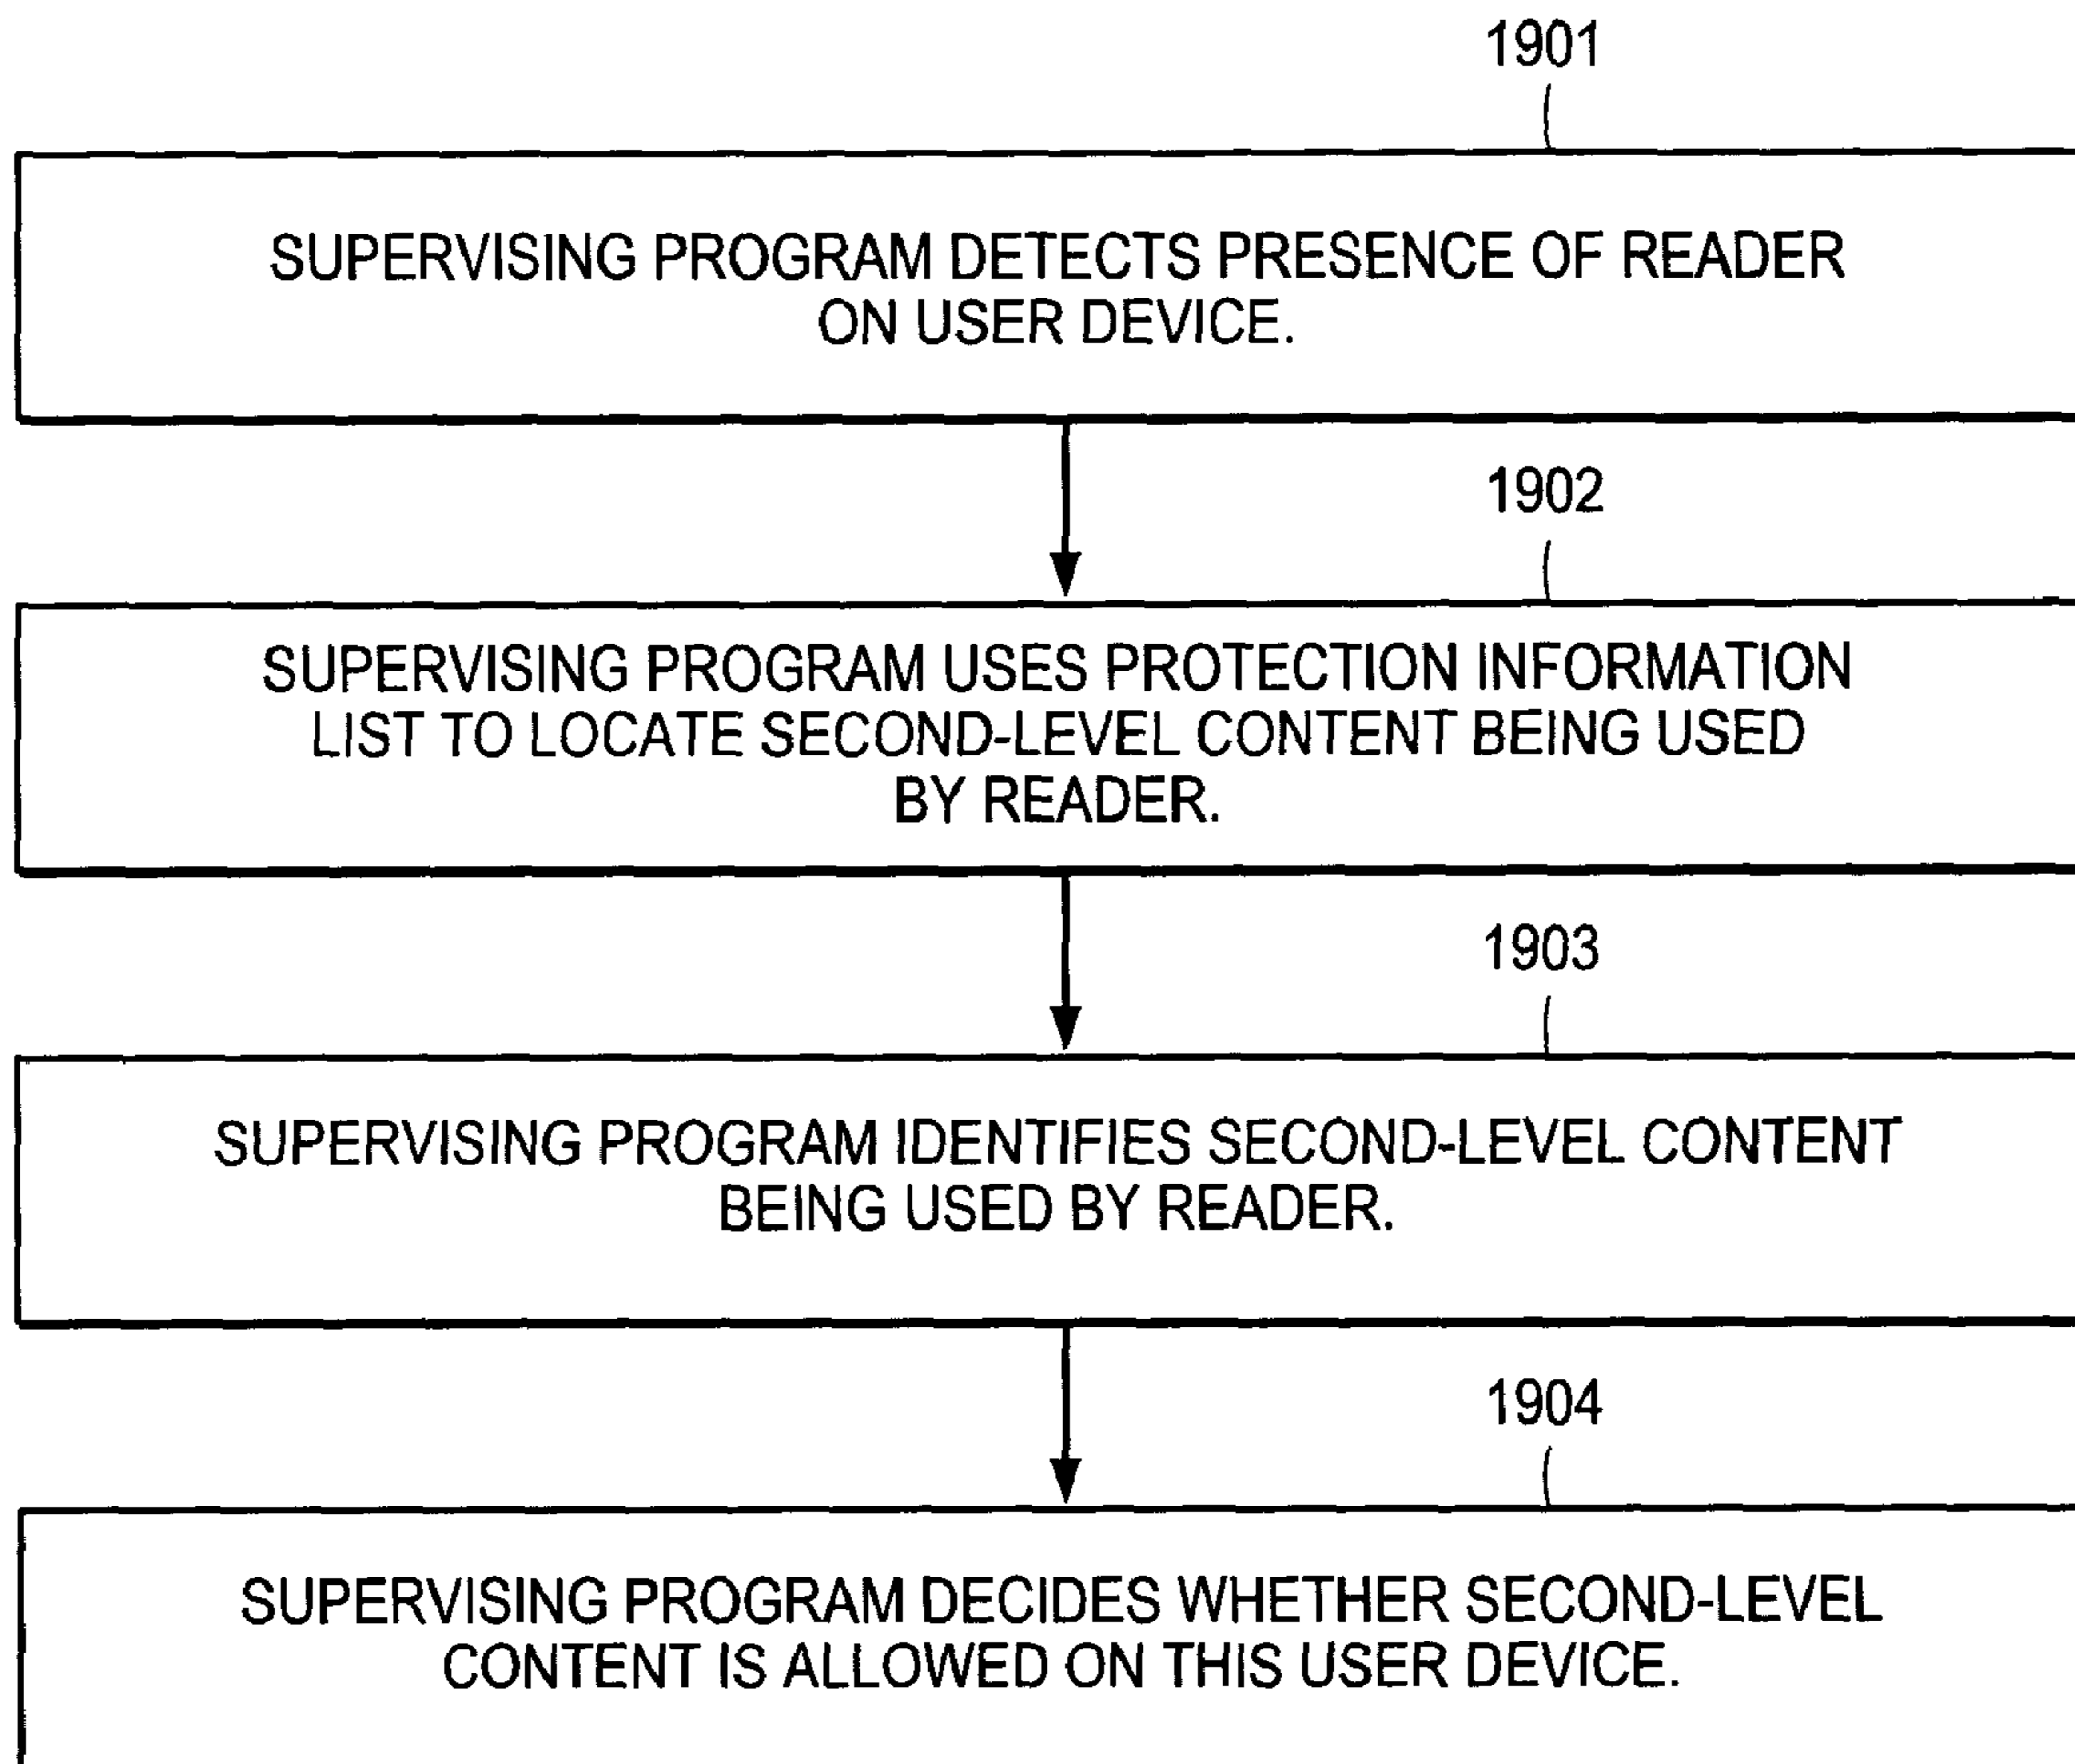 1901
SUPERVISING PROGRAM DETECTS PRESENCE OF READER
ON USER DEVICE.
1902
SUPERVISING PROGRAM USES PROTECTION INFORMATION
LIST TO LOCATE SECOND-LEVEL CONTENT BEING USED
BY READER.
1903
SUPERVISING PROGRAM IDENTIFIES SECOND-LEVEL CONTENT
BEING USED BY READER.
1904
SUPERVISING PROGRAM DECIDES WHETHER SECOND-LEVEL
CONTENT IS ALLOWED ON THIS USER DEVICE.